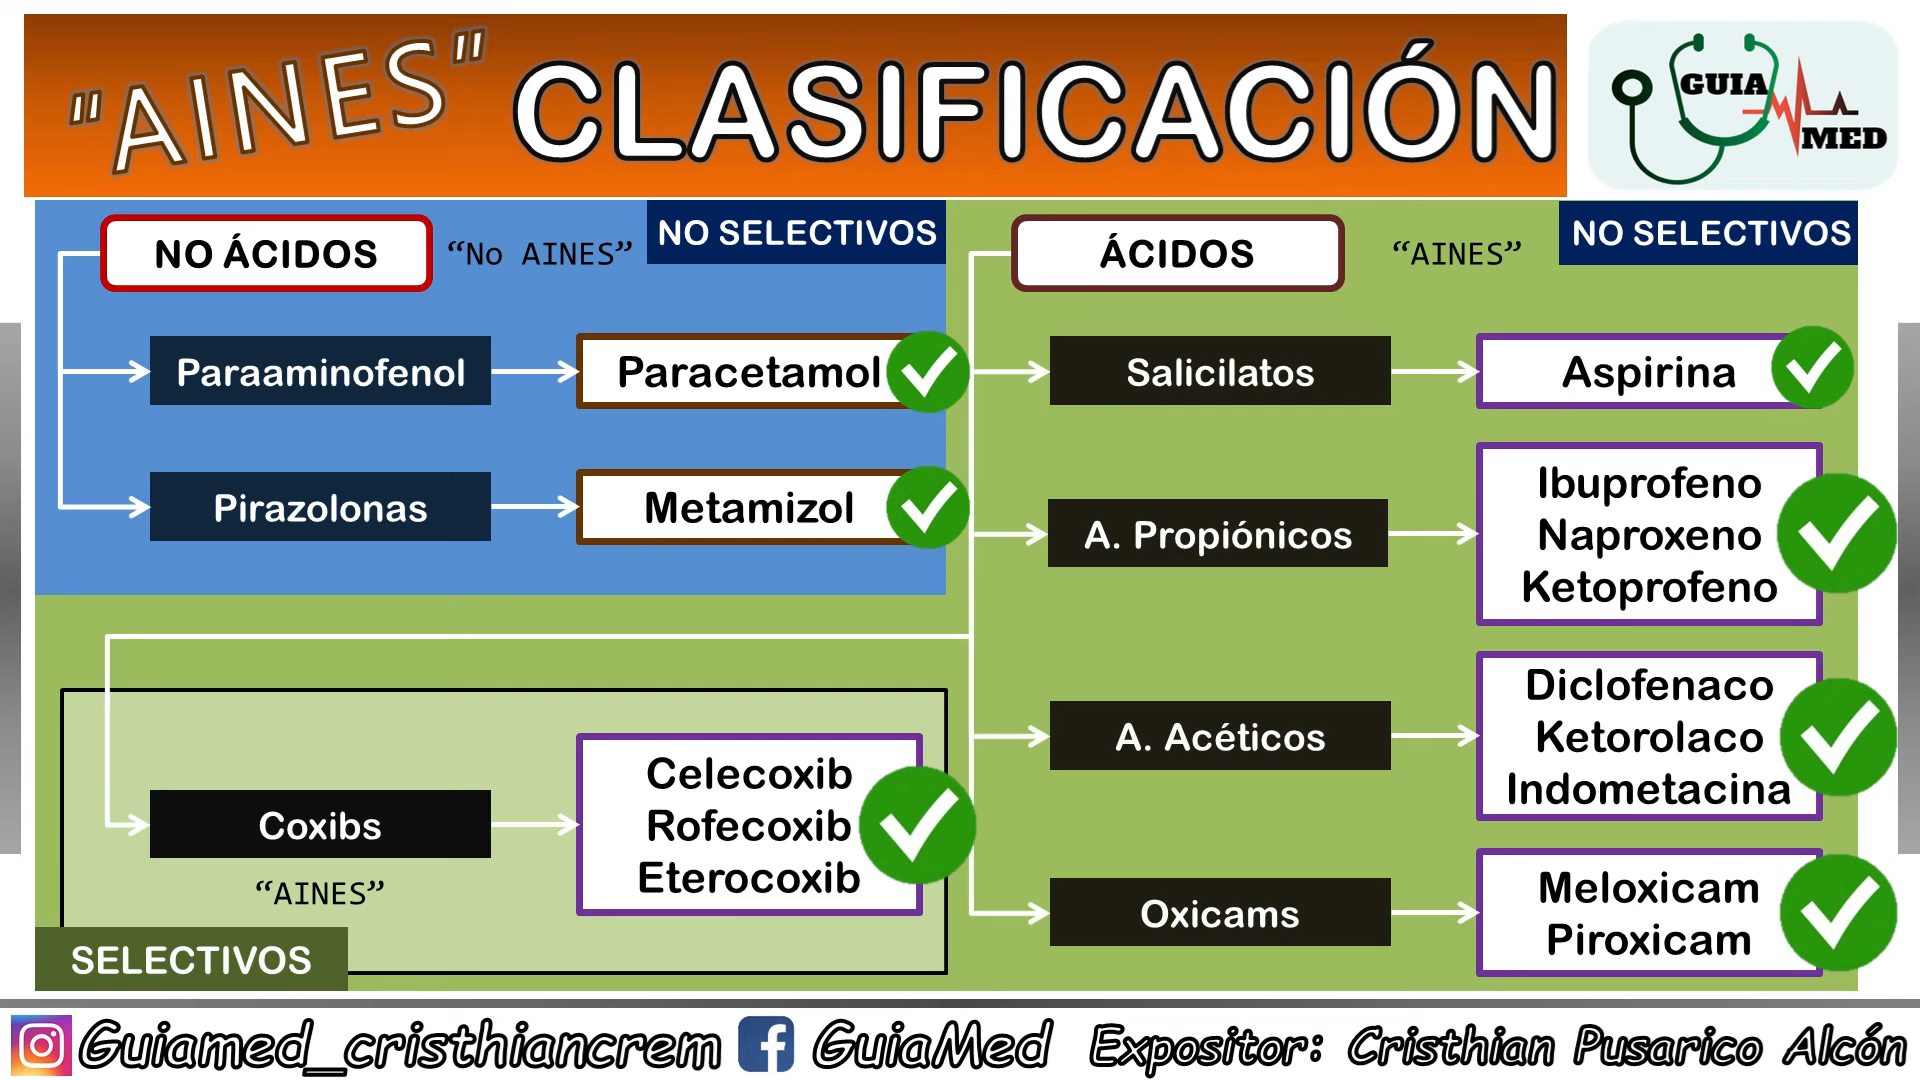 "AINES" CLASIFICACIÓN
GUIA
MED
NO ÁCIDOS
“No AINES”
NO SELECTIVOS
Paraaminofenol
Paracetamol
Pirazolonas
Metamizol
ÁCIDOS
“AINES”
NO SELECTIVOS
Salicilatos
Aspirina
A. Propiónicos
Ibuprofeno
Naproxeno
Ketoprofeno
A. Acéticos
Diclofenaco
Ketorolaco
Indometacina
Oxicams
Meloxicam
Piroxicam
Coxibs
“AINES”
Celecoxib
Rofecoxib
Eterocoxib
SELECTIVOS
Guiamed_cristhiancrem
GuiaMed
Expositor: Cristhian Pusarico Alcón